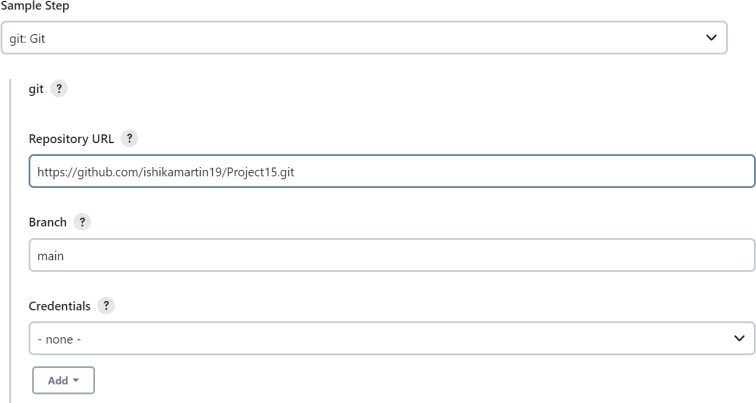 Sample Step
git: Git
git ?
Repository URL ?
https://github.com/ishikamartin19/Project15.git
Branch ?
main
Credentials ?
- none -
Add